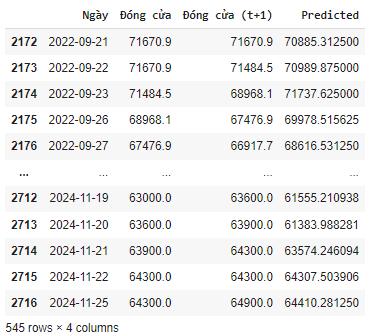 Ngày Đóng cửa Đóng cửa (t+1) Predicted
2172 2022-09-21 71670.9 71670.9 70885.312500
2173 2022-09-22 71670.9 71484.5 70989.875000
2174 2022-09-23 71484.5 68968.1 71737.625000
2175 2022-09-26 68968.1 67476.9 69978.515625
2176 2022-09-27 67476.9 66917.7 68616.531250
... ... ... ... ...
2712 2024-11-19 63000.0 63600.0 61555.210938
2713 2024-11-20 63600.0 63900.0 61383.988281
2714 2024-11-21 63900.0 64300.0 63574.246094
2715 2024-11-22 64300.0 64300.0 64307.503906
2716 2024-11-25 64300.0 64900.0 64410.281250
545 rows × 4 columns